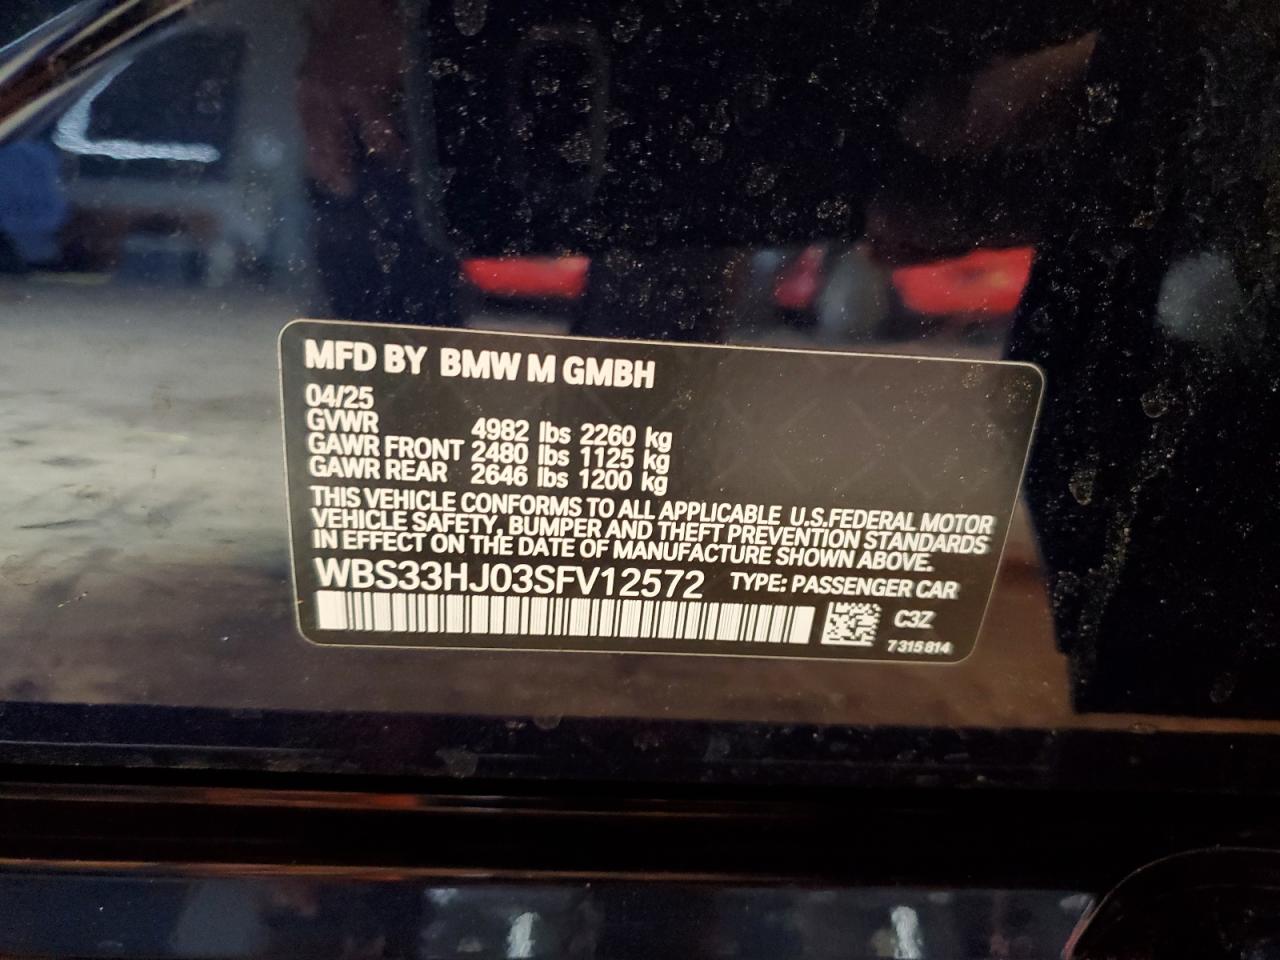 MFD BY BMW M GMBH
04/25
GVWR 4982 lbs 2260 kg
GAWR FRONT 2480 lbs 1125 kg
GAWR REAR 2646 lbs 1200 kg
THIS VEHICLE CONFORMS TO ALL APPLICABLE U.S.FEDERAL MOTOR
VEHICLE SAFETY, BUMPER AND THEFT PREVENTION STANDARDS
IN EFFECT ON THE DATE OF MANUFACTURE SHOWN ABOVE.
WBS33HJ03SFV12572 TYPE: PASSENGER CAR
C3Z
7 315 814